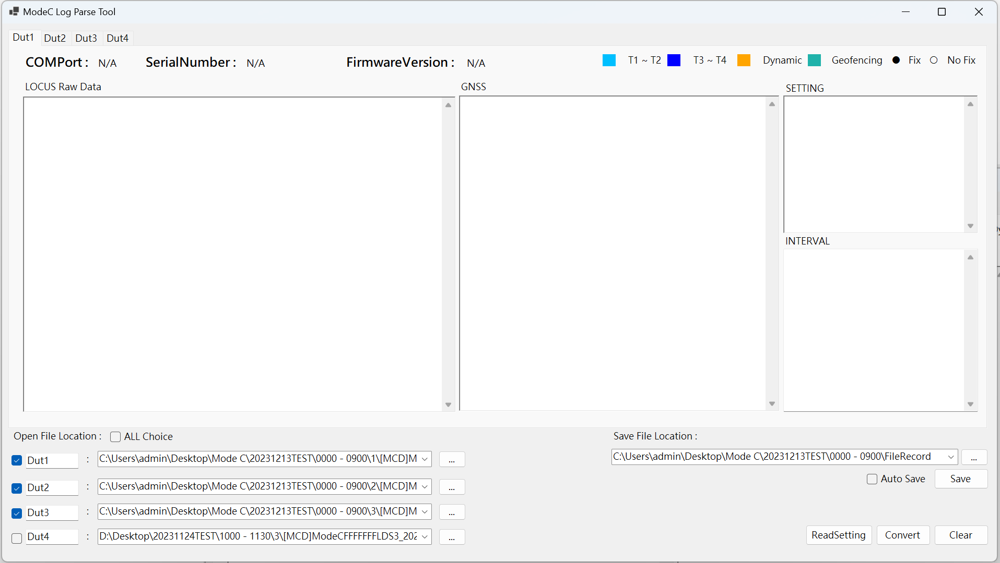 ModeC Log Parse Tool
Dut1 Dut2 Dut3 Dut4
COMPort : N/A SerialNumber : N/A FirmwareVersion : N/A T1 ~ T2 T3 ~ T4 Dynamic Geofencing Fix No Fix
LOCUS Raw Data GNSS SETTING
INTERVAL
Open File Location : ALL Choice Save File Location :
Dut1 : C:\Users\admin\Desktop\Mode C\20231213TEST\0000 - 0900\1\[MCD]M ... C:\Users\admin\Desktop\Mode C\20231213TEST\0000 - 0900\FileRecord ...
Auto Save Save
Dut2 : C:\Users\admin\Desktop\Mode C\20231213TEST\0000 - 0900\2\[MCD]M ...
Dut3 : C:\Users\admin\Desktop\Mode C\20231213TEST\0000 - 0900\3\[MCD]M ...
Dut4 : D:\Desktop\20231124TEST\1000 - 1130\3\[MCD]ModeCFFFFFFFLDS3_202 ... ReadSetting Convert Clear